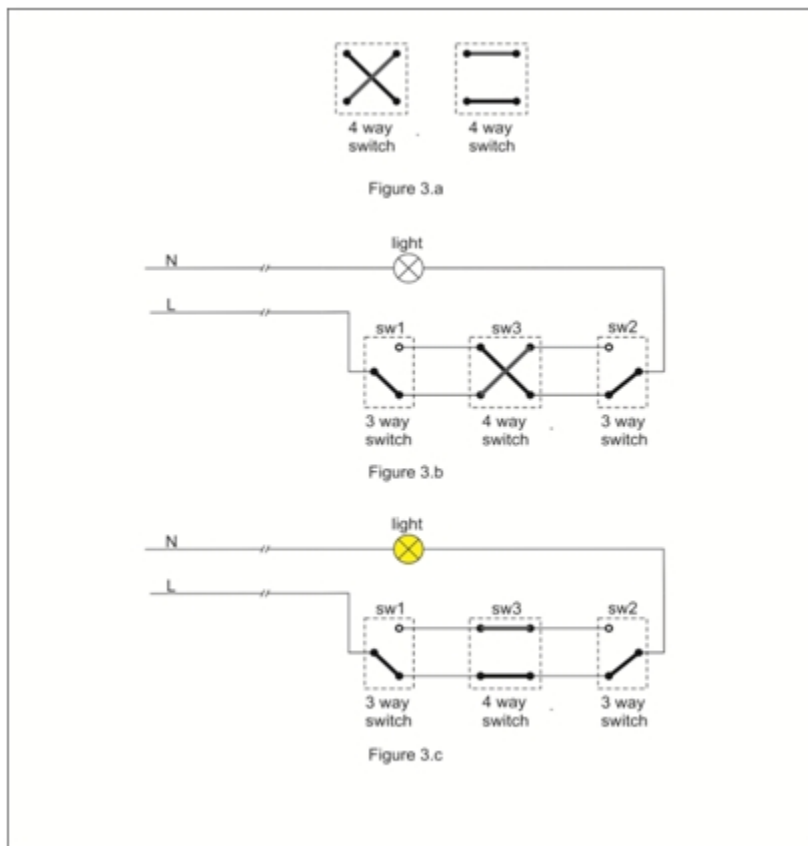 4 way
switch
4 way
switch
Figure 3.a
light
N
L
sw1
sw3
sw2
3 way
switch
4 way
switch
3 way
switch
Figure 3.b
light
N
L
sw1
sw3
sw2
3 way
switch
4 way
switch
3 way
switch
Figure 3.c